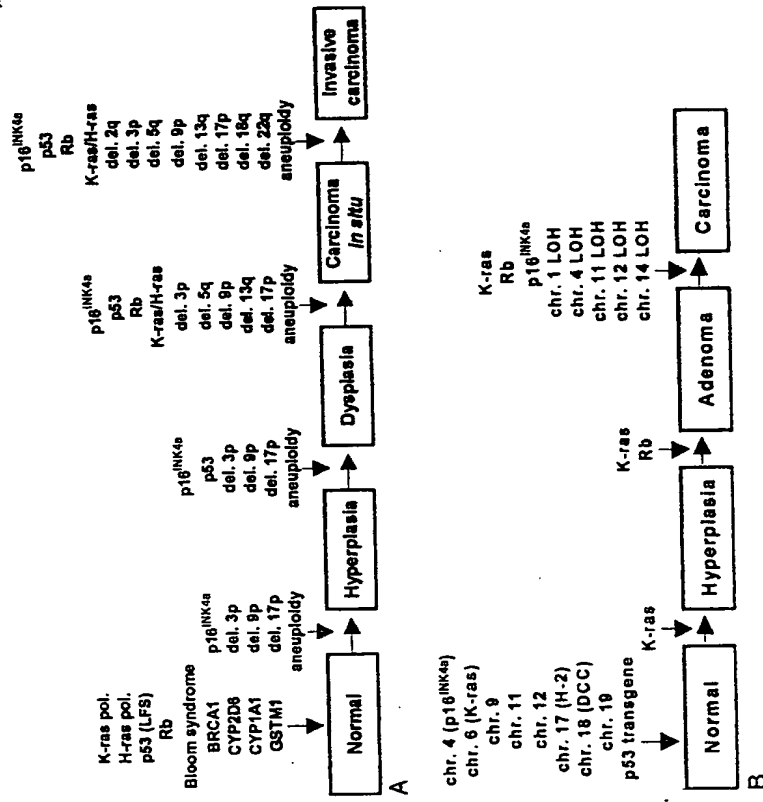 K-ras pol.
H-ras pol.
p53 (LFS)
Rb
Bloom syndrome
BRCA1
CYP2D6
CYP1A1
GSTM1
Normal
p16INK4a
del. 3p
del. 9p
del. 17p
aneuploidy
Hyperplasia
p16INK4a
p53
del. 3p
del. 9p
del. 17p
aneuploidy
Dysplasia
p16INK4a
p53
Rb
K-ras/H-ras
del. 3p
del. 5q
del. 9p
del. 13q
del. 17p
aneuploidy
Carcinoma
In situ
p16INK4a
p53
Rb
K-ras/H-ras
del. 2q
del. 3p
del. 5q
del. 9p
del. 13q
del. 17p
del. 18q
del. 22q
aneuploidy
Invasive
carcinoma
A
chr. 4 (p16INK4a)
chr. 6 (K-ras)
chr. 9
chr. 11
chr. 12
chr. 17 (H-2)
chr. 18 (DCC)
chr. 19
p53 transgene
Normal
K-ras
Hyperplasia
K-ras
Rb
Adenoma
K-ras
Rb
p16INK4a
chr. 1 LOH
chr. 4 LOH
chr. 11 LOH
chr. 12 LOH
chr. 14 LOH
Carcinoma
B